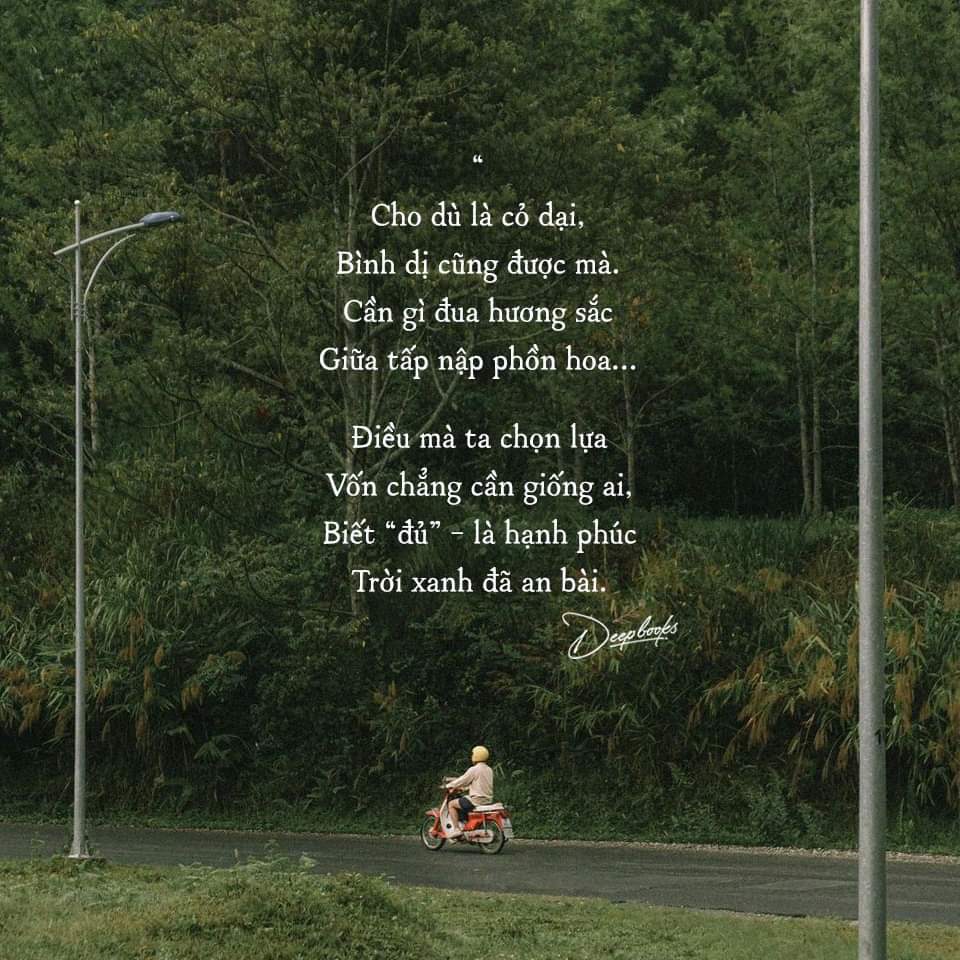 “
Cho dù là cỏ dại,
Bình dị cũng được mà.
Cần gì đua hương sắc
Giữa tấp nập phồn hoa...
Điều mà ta chọn lựa
Vốn chẳng cần giống ai,
Biết “đủ” - là hạnh phúc
Trời xanh đã an bài.
Deepbooks